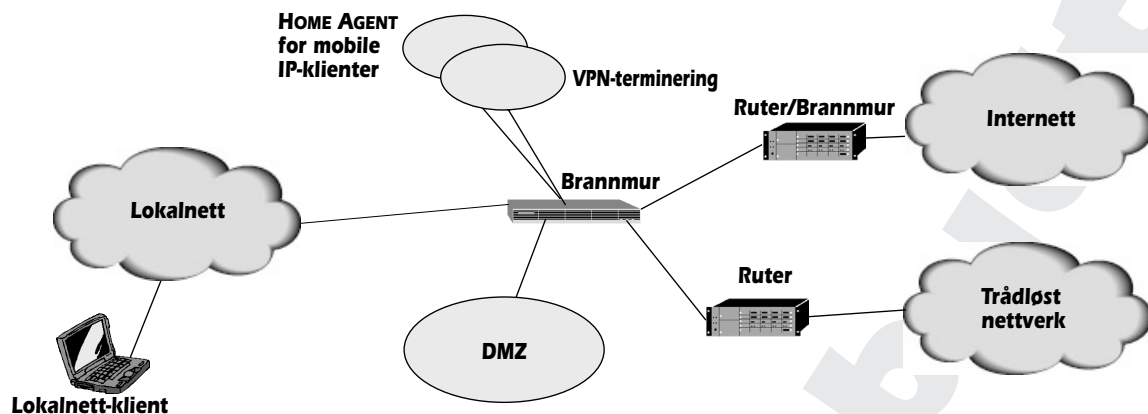 HOME AGENT
for mobile
IP-klienter
VPN-terminering
Ruter/Brannmur
Internett
Brannmur
Lokalnett
Ruter
Trådløst
nettverk
DMZ
Lokalnett-klient